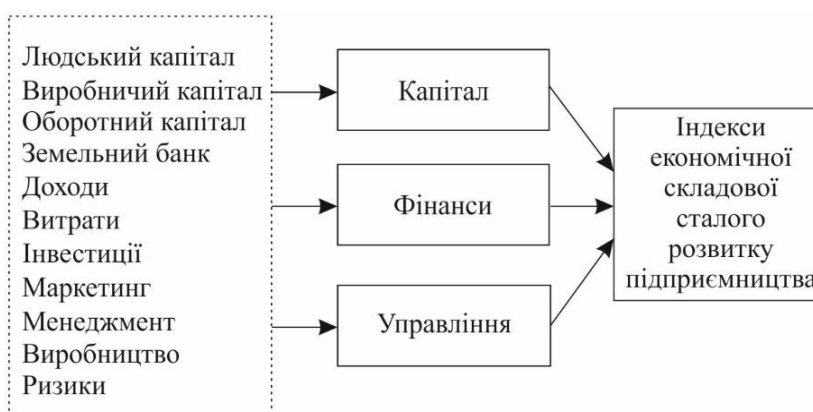 Людський капітал
Виробничий капітал
Оборотний капітал
Земельний банк
Доходи
Витрати
Інвестиції
Маркетинг
Менеджмент
Виробництво
Ризики
Капітал
Фінанси
Управління
Індекси
економічної
складової
сталого
розвитку
підприємництва